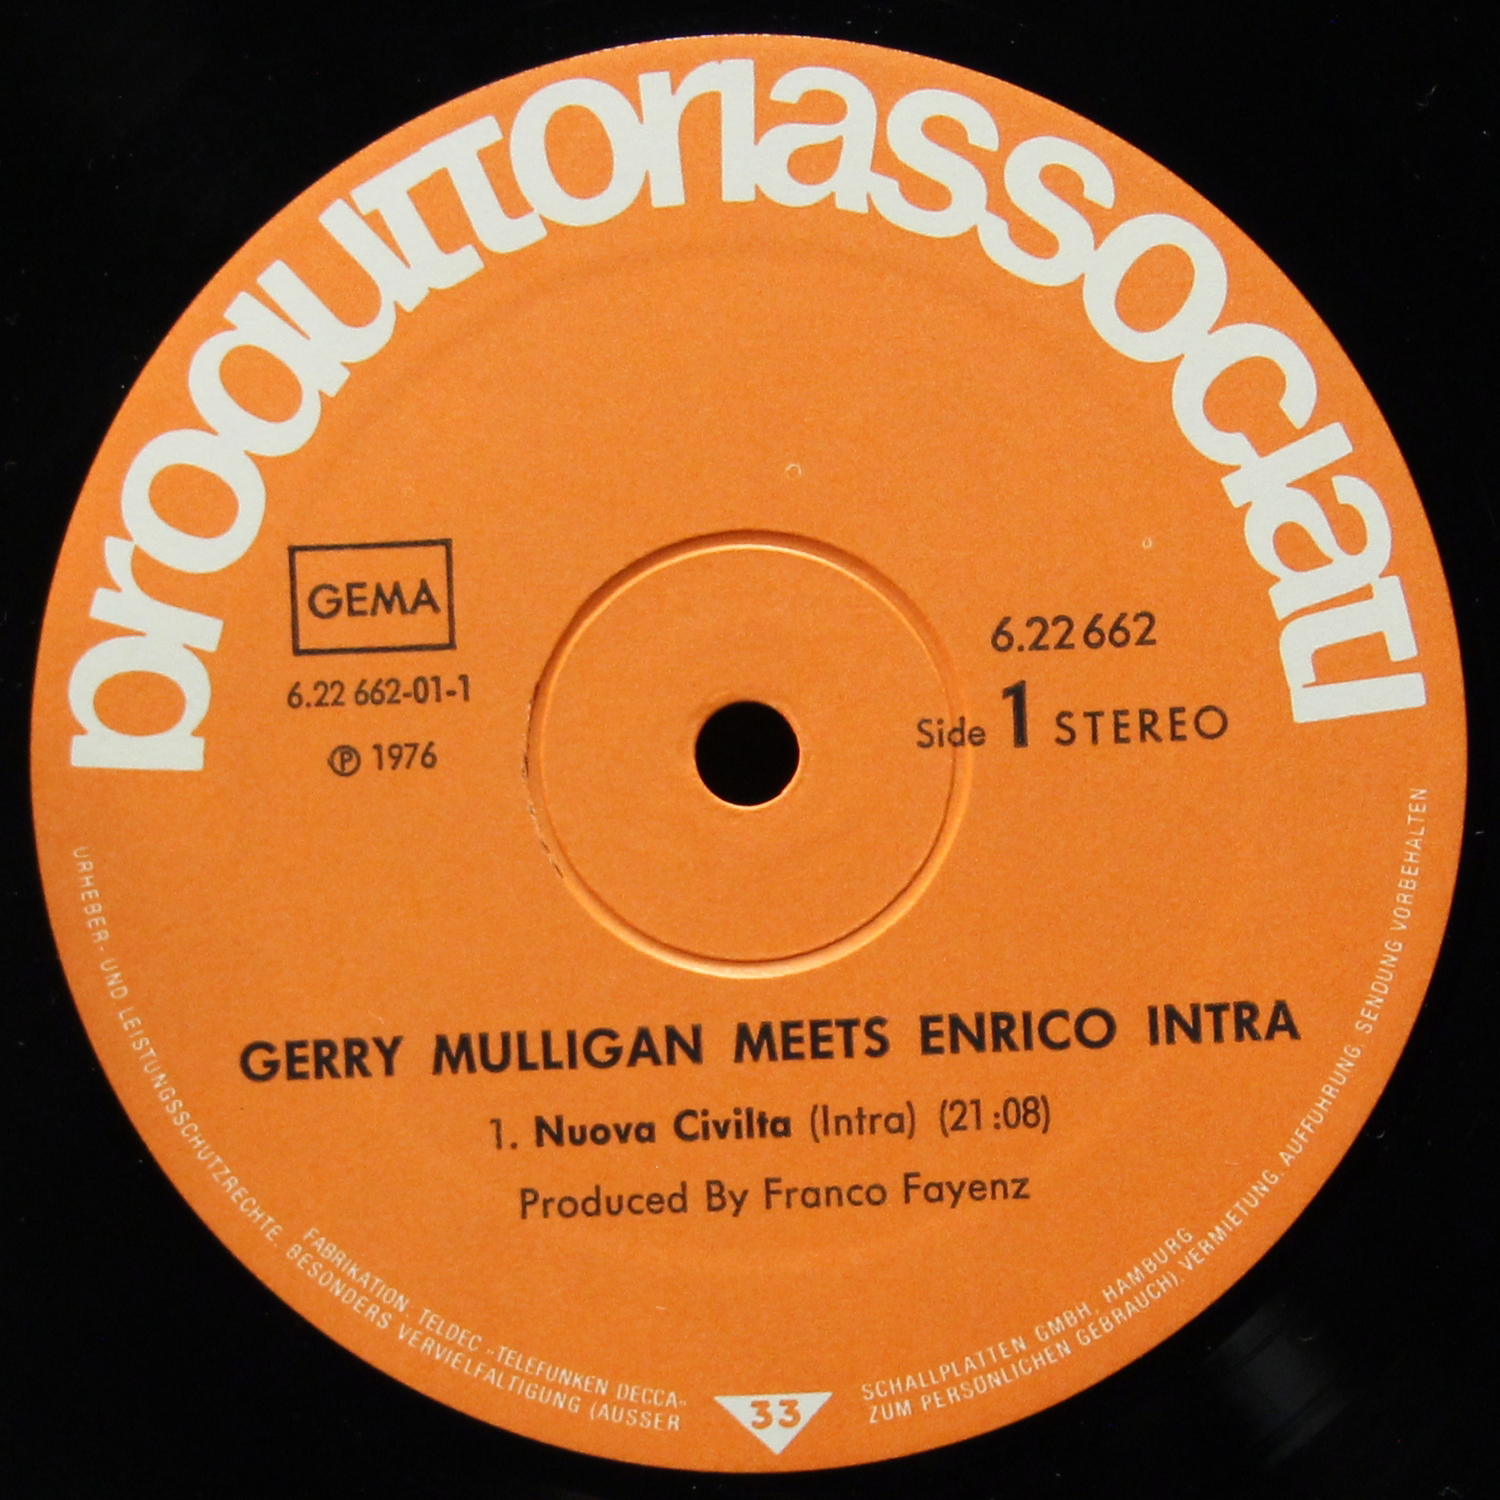 produttoriassociati
GEMA
6.22 662-01-1
℗ 1976
6.22 662
Side 1 STEREO
GERRY MULLIGAN MEETS ENRICO INTRA
1. Nuova Civilta (Intra) (21:08)
Produced By Franco Fayenz
FABRIKATION: TELDEC »TELEFUNKEN DECCA« SCHALLPLATTEN GMBH, HAMBURG
URHEBER- UND LEISTUNGSSCHUTZRECHTE, BESONDERS VERVIELFÄLTIGUNG (AUSSER ZUM PERSÖNLICHEN GEBRAUCH), VERMIETUNG, AUFFÜHRUNG, SENDUNG VORBEHALTEN
33